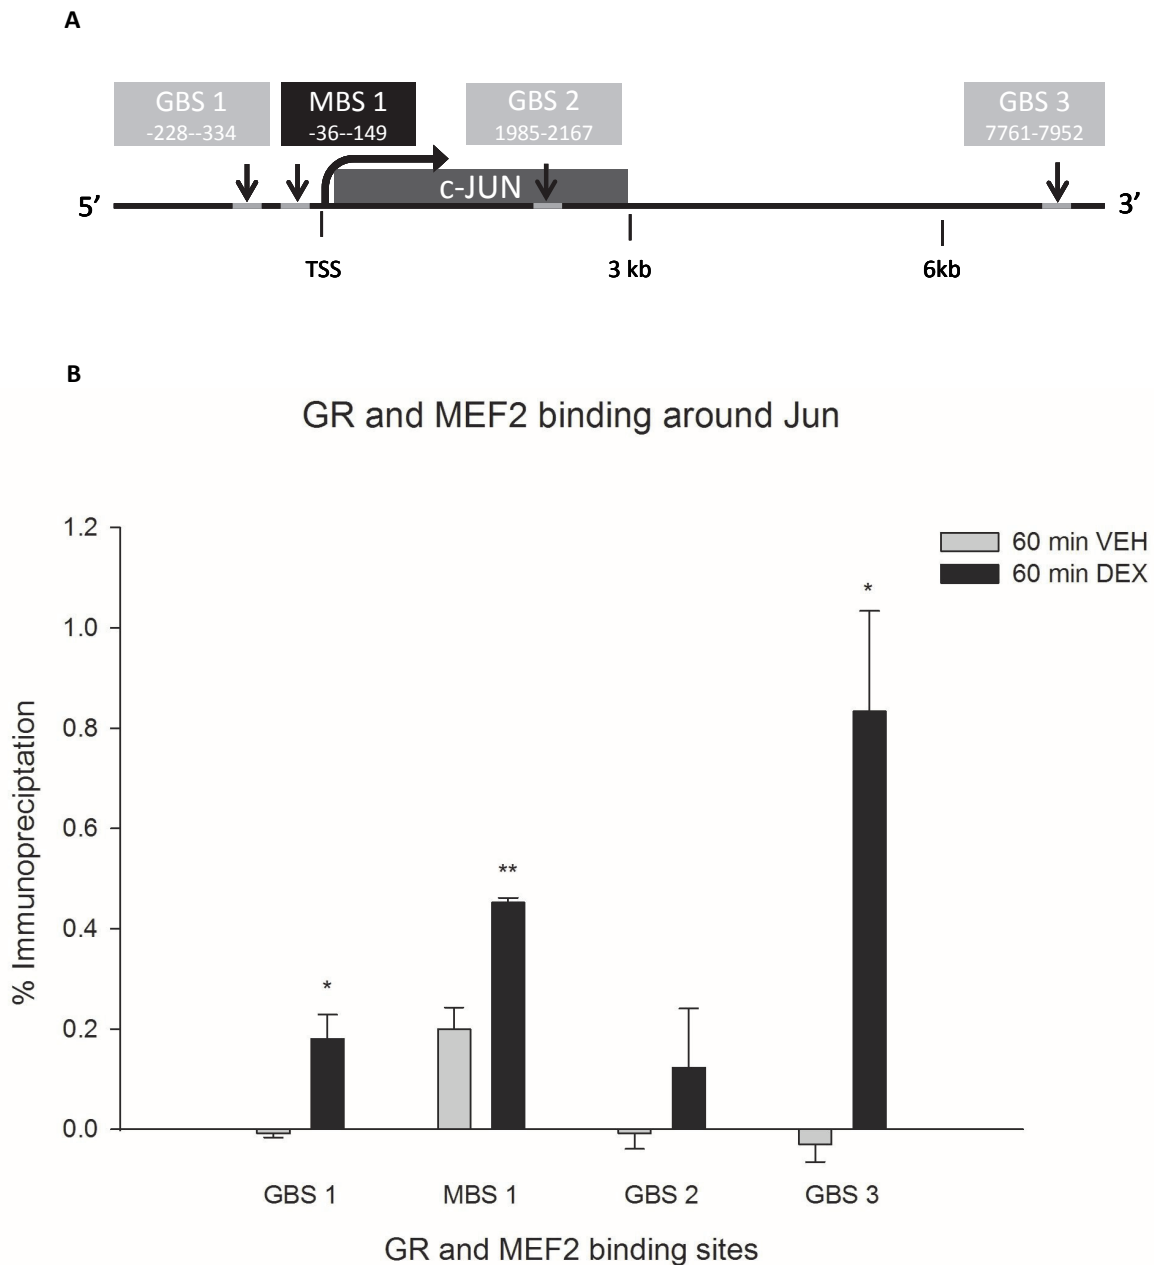 A
GBS 1
-228--334
MBS 1
-36--149
GBS 2
1985-2167
GBS 3
7761-7952
c-JUN
5’
3’
TSS
3 kb
6kb
B
GR and MEF2 binding around Jun
60 min VEH
60 min DEX
% Immunopreciptation
1.2
1.0
0.8
0.6
0.4
0.2
0.0
*
**
*
GBS 1
MBS 1
GBS 2
GBS 3
GR and MEF2 binding sites